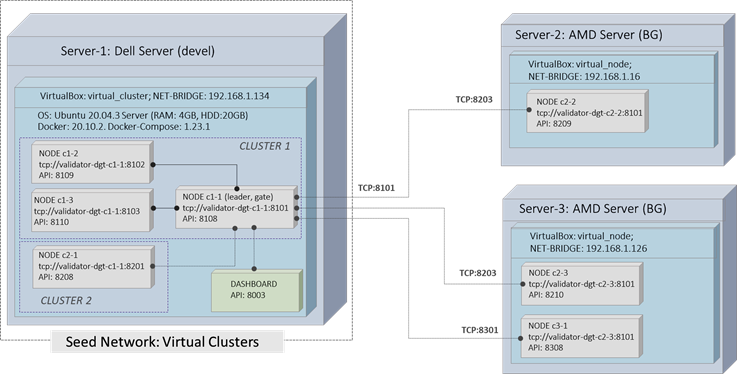 Server-1: Dell Server (devel)
VirtualBox: virtual_cluster; NET-BRIDGE: 192.168.1.134
OS: Ubuntu 20.04.3 Server (RAM: 4GB, HDD:20GB)
Docker: 20.10.2. Docker-Compose: 1.23.1
CLUSTER 1
NODE c1-2
tcp://validator-dgt-c1-1:8102
API: 8109
NODE c1-3
tcp://validator-dgt-c1-1:8103
API: 8110
NODE c1-1 (leader, gate)
tcp://validator-dgt-c1-1:8101
API: 8108
NODE c2-1
tcp://validator-dgt-c1-1:8201
API: 8208
CLUSTER 2
DASHBOARD
API: 8003
Seed Network: Virtual Clusters
TCP:8101
TCP:8203
TCP:8203
TCP:8301
Server-2: AMD Server (BG)
VirtualBox: virtual_node;
NET-BRIDGE: 192.168.1.16
NODE c2-2
tcp://validator-dgt-c2-2:8101
API: 8209
Server-3: AMD Server (BG)
VirtualBox: virtual_node;
NET-BRIDGE: 192.168.1.126
NODE c2-3
tcp://validator-dgt-c2-3:8101
API: 8210
NODE c3-1
tcp://validator-dgt-c2-3:8101
API: 8308